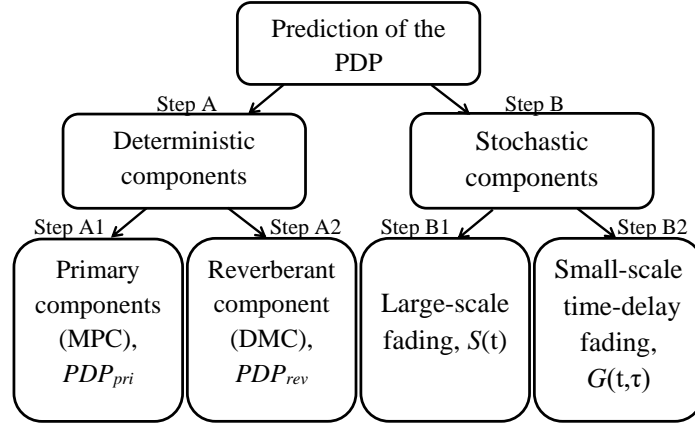 Prediction of the
PDP
Step A
Step B
Deterministic
components
Stochastic
components
Step A1
Step A2
Step B1
Step B2
Primary
components
(MPC),
PDPpri
Reverberant
component
(DMC),
PDPrev
Large-scale
fading, S(t)
Small-scale
time-delay
fading,
G(t,τ)